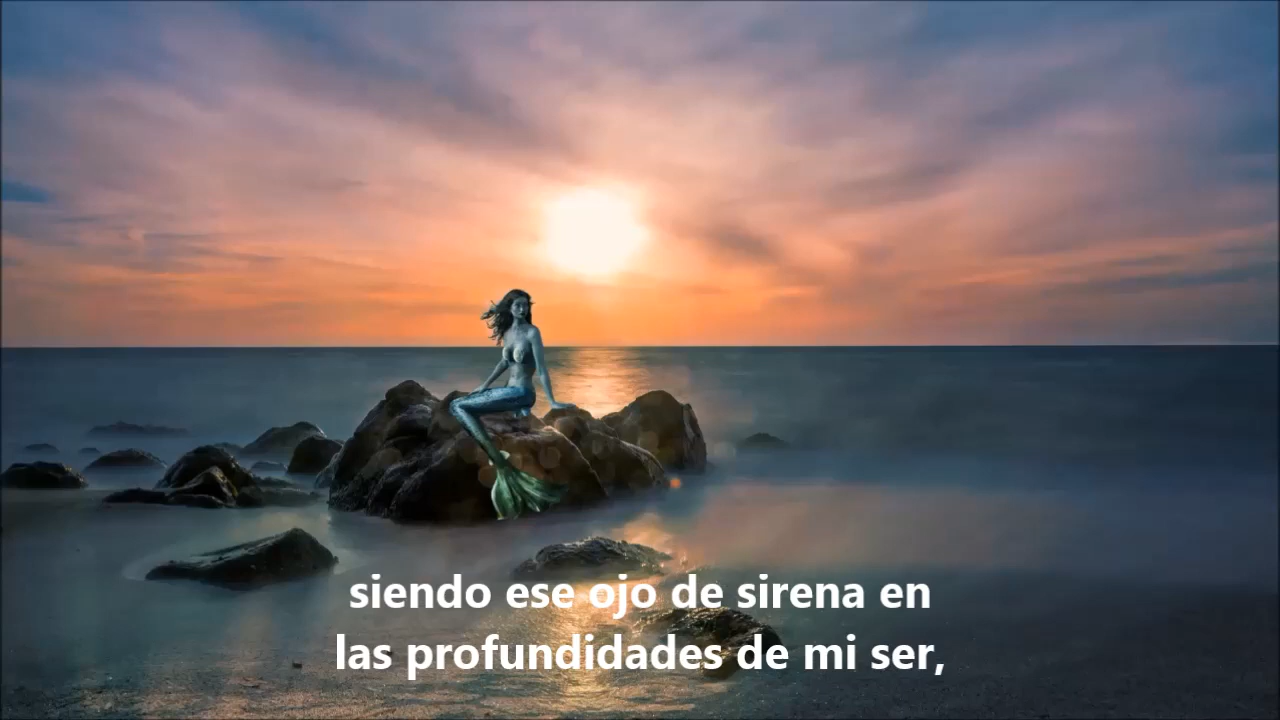 siendo ese ojo de sirena en
las profundidades de mi ser,